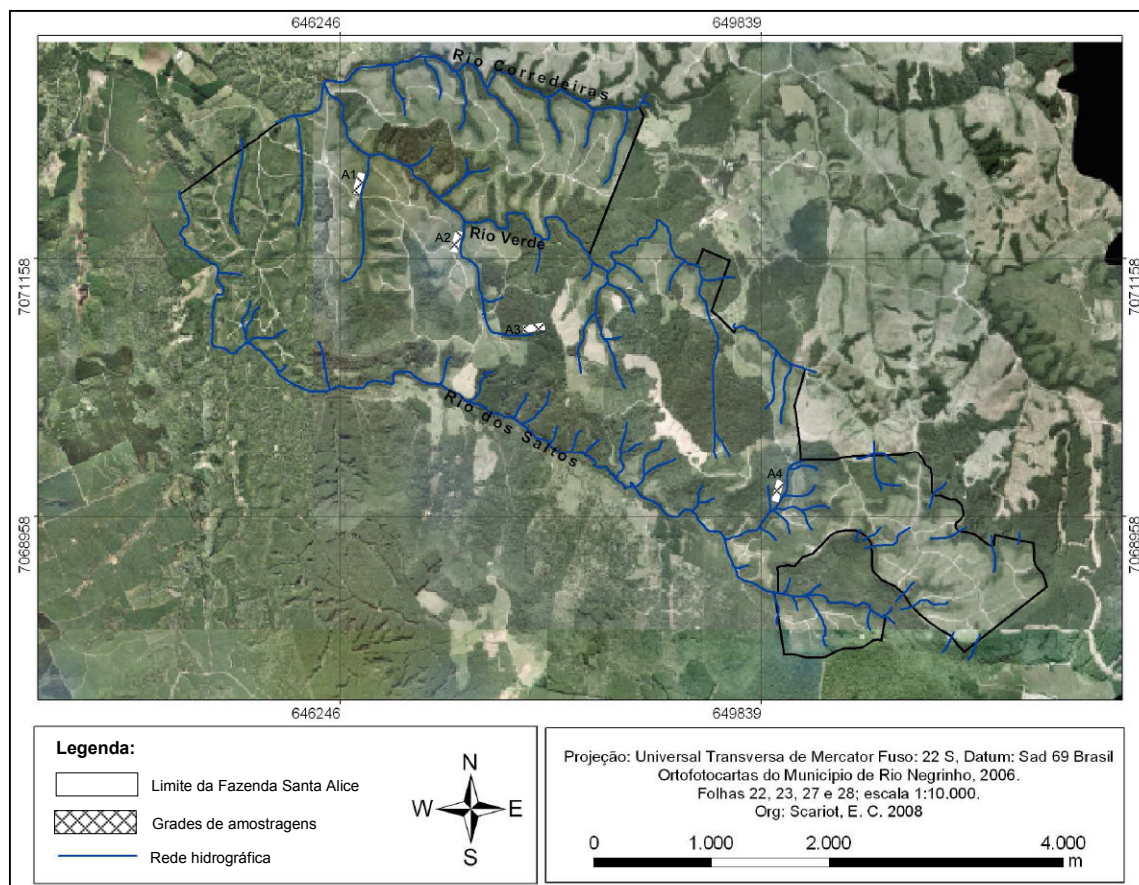 646246 649839
Rio Corredeiras
A1
A2
Rio Verde
7071158 7071158
A3
Rio dos Saltos
A4
7068958 7068958
646246 649839
Legenda:
Limite da Fazenda Santa Alice
Grades de amostragens
Rede hidrográfica
N
W E
S
Projeção: Universal Transversa de Mercator Fuso: 22 S, Datum: Sad 69 Brasil
Ortofotocartas do Município de Rio Negrinho, 2006.
Folhas 22, 23, 27 e 28; escala 1:10.000.
Org: Scariot, E. C. 2008
0 1.000 2.000 4.000
m